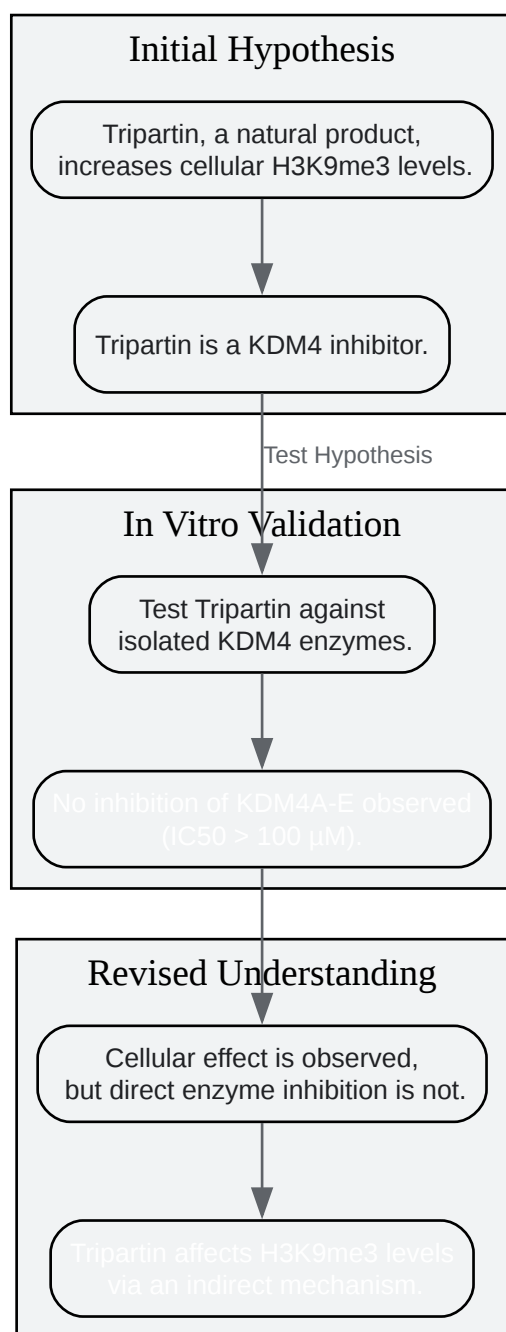 Initial Hypothesis
Tripartin, a natural product,
increases cellular H3K9me3 levels.
Tripartin is a KDM4 inhibitor.
Test Hypothesis
In Vitro Validation
Test Tripartin against
isolated KDM4 enzymes.
No inhibition of KDM4A-E observed
(IC50 > 100 µM).
Revised Understanding
Cellular effect is observed,
but direct enzyme inhibition is not.
Tripartin affects H3K9me3 levels
via an indirect mechanism.